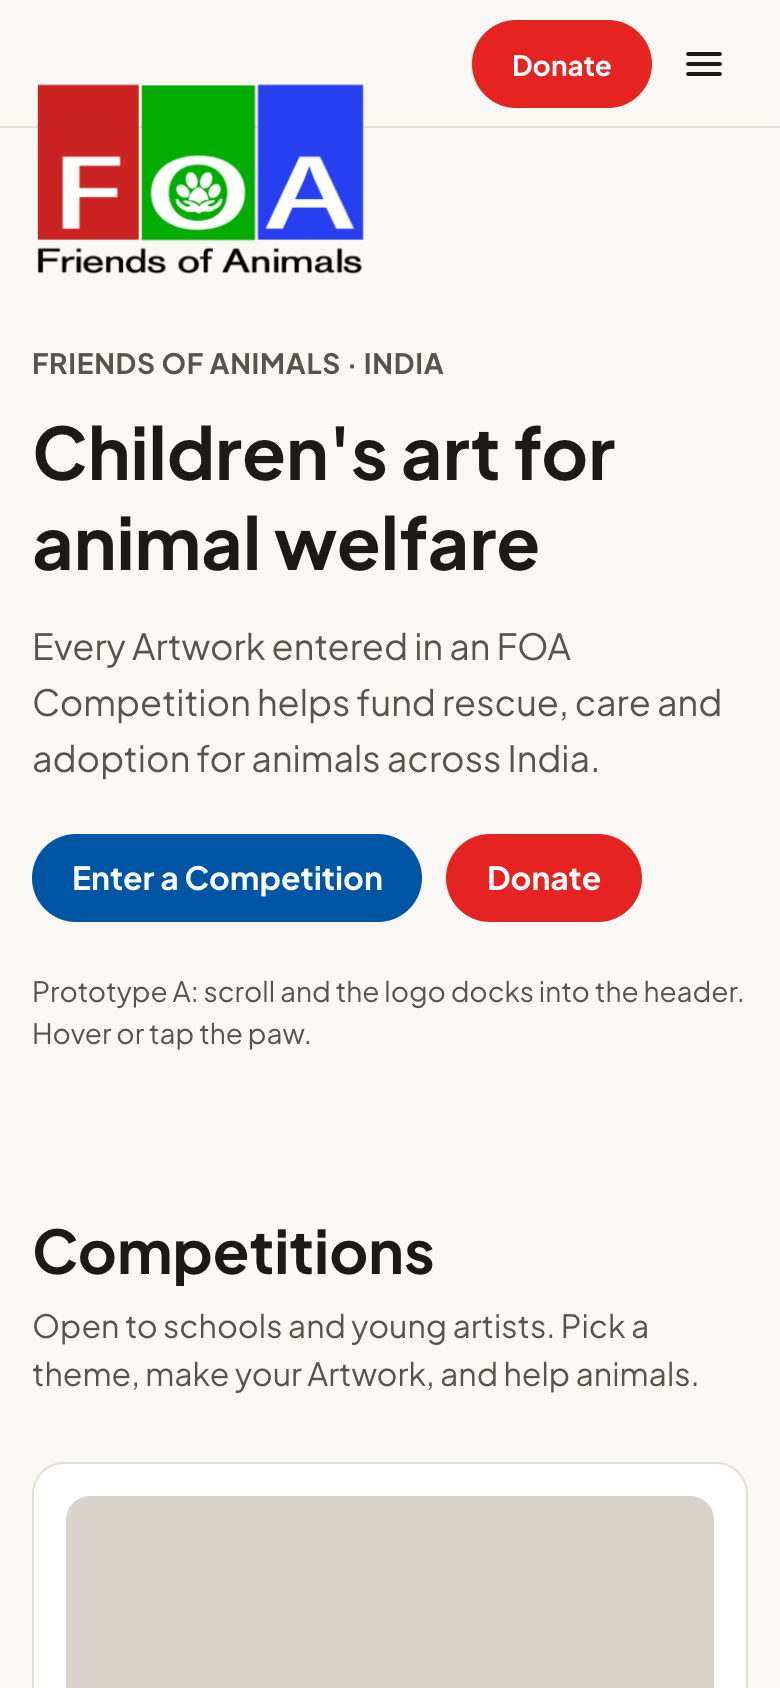 Donate
FOA
Friends of Animals
FRIENDS OF ANIMALS · INDIA
Children's art for
animal welfare
Every Artwork entered in an FOA
Competition helps fund rescue, care and
adoption for animals across India.
Enter a Competition
Donate
Prototype A: scroll and the logo docks into the header.
Hover or tap the paw.
Competitions
Open to schools and young artists. Pick a
theme, make your Artwork, and help animals.